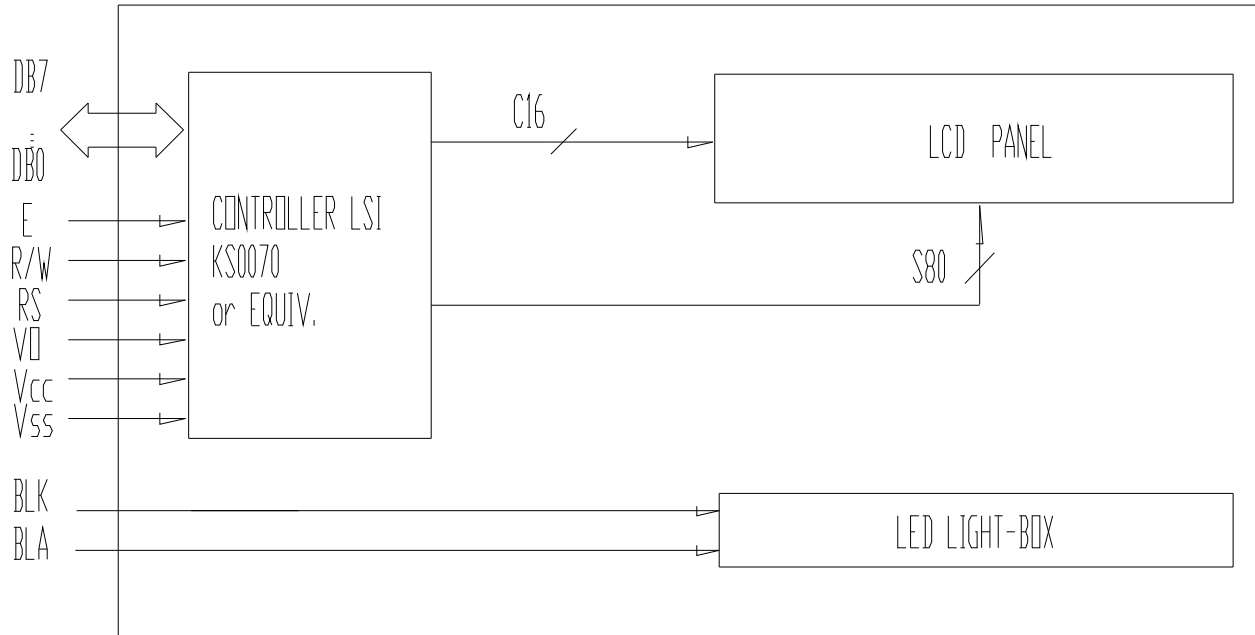 DB7
DB0
E
R/W
RS
VO
Vcc
Vss
BLK
BLA
CONTROLLER LSI
KS0070
or EQUIV.
C16
S80
LCD PANEL
LED LIGHT-BOX